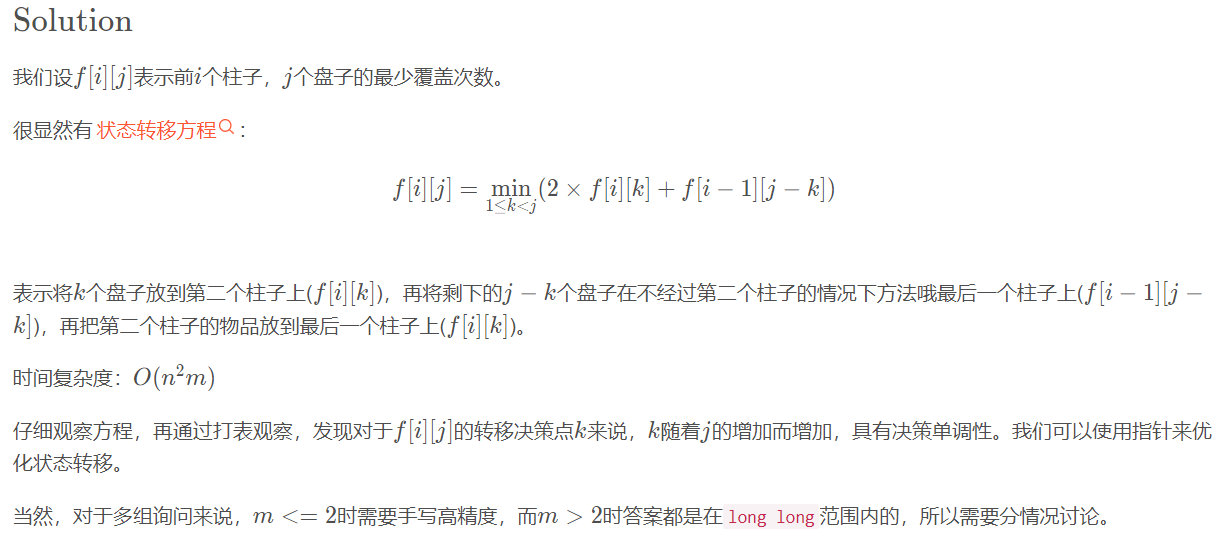 Solution
我们设f[i][j]表示前i个柱子，j个盘子的最少覆盖次数。
很显然有 状态转移方程：
f[i][j] = min(2 × f[i][k] + f[i − 1][j − k])
1≤k<j
表示将k个盘子放到第二个柱子上(f[i][k])，再将剩下的j − k个盘子在不经过第二个柱子的情况下方法哦最后一个柱子上(f[i − 1][j −
k])，再把第二个柱子的物品放到最后一个柱子上(f[i][k])。
时间复杂度：O(n²m)
仔细观察方程，再通过打表观察，发现对于f[i][j]的转移决策点k来说，k随着j的增加而增加，具有决策单调性。我们可以使用指针来优
化状态转移。
当然，对于多组询问来说，m <= 2时需要手写高精度，而m > 2时答案都是在 long long 范围内的，所以需要分情况讨论。